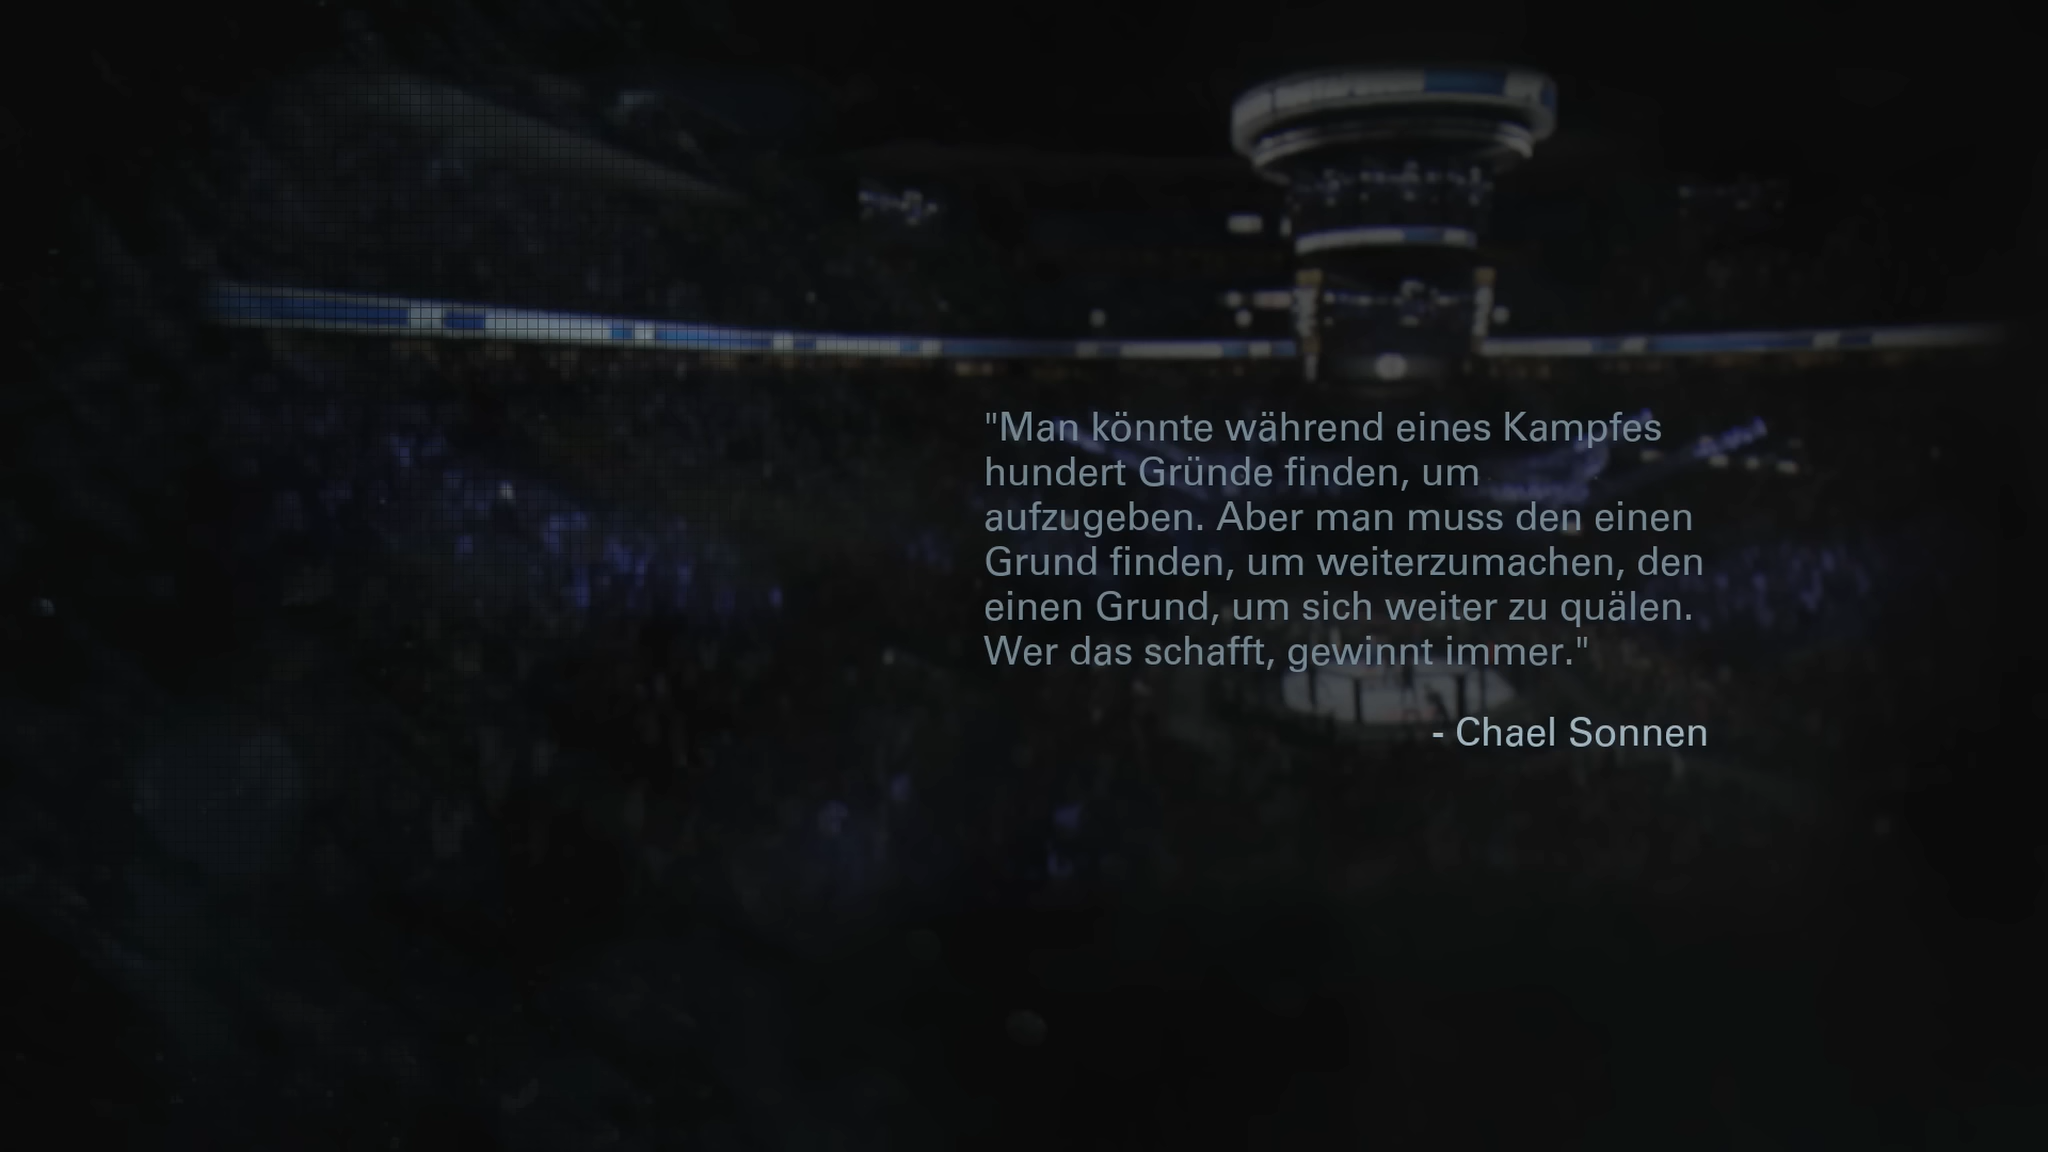 "Man könnte während eines Kampfes
hundert Gründe finden, um
aufzugeben. Aber man muss den einen
Grund finden, um weiterzumachen, den
einen Grund, um sich weiter zu quälen.
Wer das schafft, gewinnt immer."
- Chael Sonnen